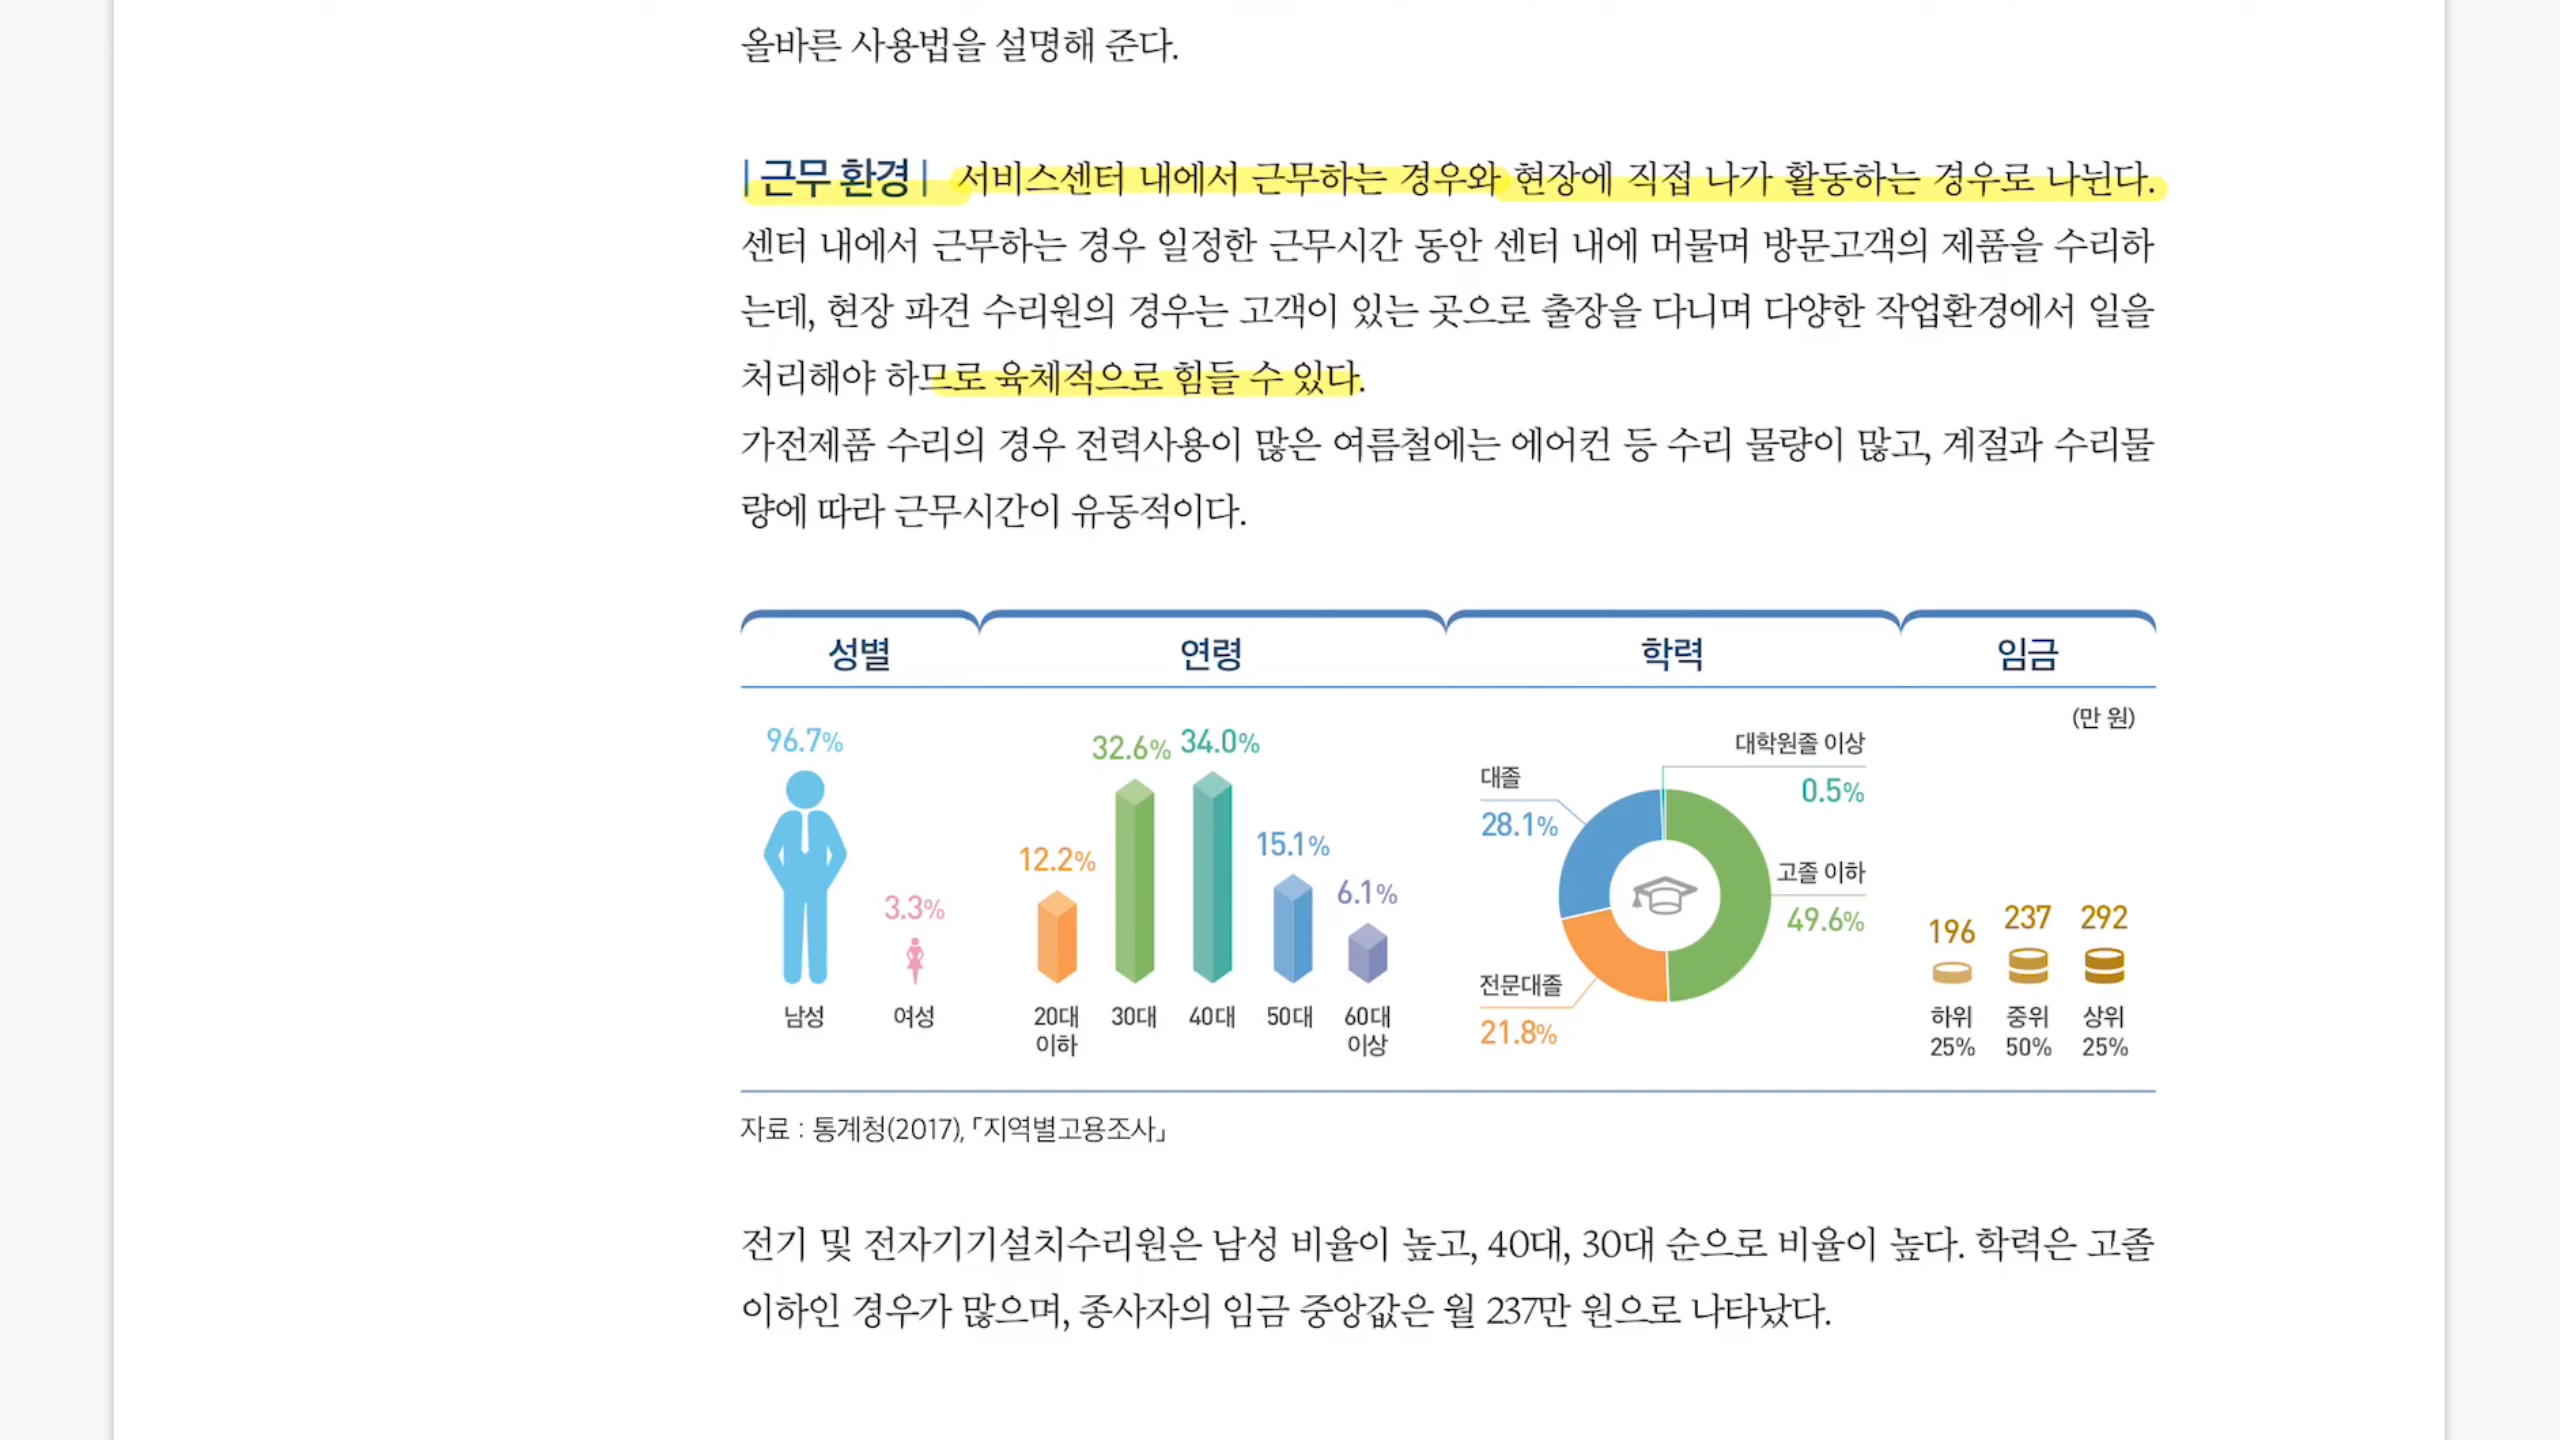 올바른 사용법을 설명해 준다.
| 근무 환경 | 서비스센터 내에서 근무하는 경우와 현장에 직접 나가 활동하는 경우로 나뉜다.
센터 내에서 근무하는 경우 일정한 근무시간 동안 센터 내에 머물며 방문고객의 제품을 수리하
는데, 현장 파견 수리원의 경우는 고객이 있는 곳으로 출장을 다니며 다양한 작업환경에서 일을
처리해야 하므로 육체적으로 힘들 수 있다.
가전제품 수리의 경우 전력사용이 많은 여름철에는 에어컨 등 수리 물량이 많고, 계절과 수리물
량에 따라 근무시간이 유동적이다.
성별
96.7%
3.3%
남성
여성
연령
12.2%
32.6%
34.0%
15.1%
6.1%
20대
이하
30대
40대
50대
60대
이상
학력
대학원졸 이상
0.5%
대졸
28.1%
고졸 이하
49.6%
전문대졸
21.8%
임금
(만 원)
196
237
292
하위
25%
중위
50%
상위
25%
자료 : 통계청(2017), 「지역별고용조사」
전기 및 전자기기설치수리원은 남성 비율이 높고, 40대, 30대 순으로 비율이 높다. 학력은 고졸
이하인 경우가 많으며, 종사자의 임금 중앙값은 월 237만 원으로 나타났다.